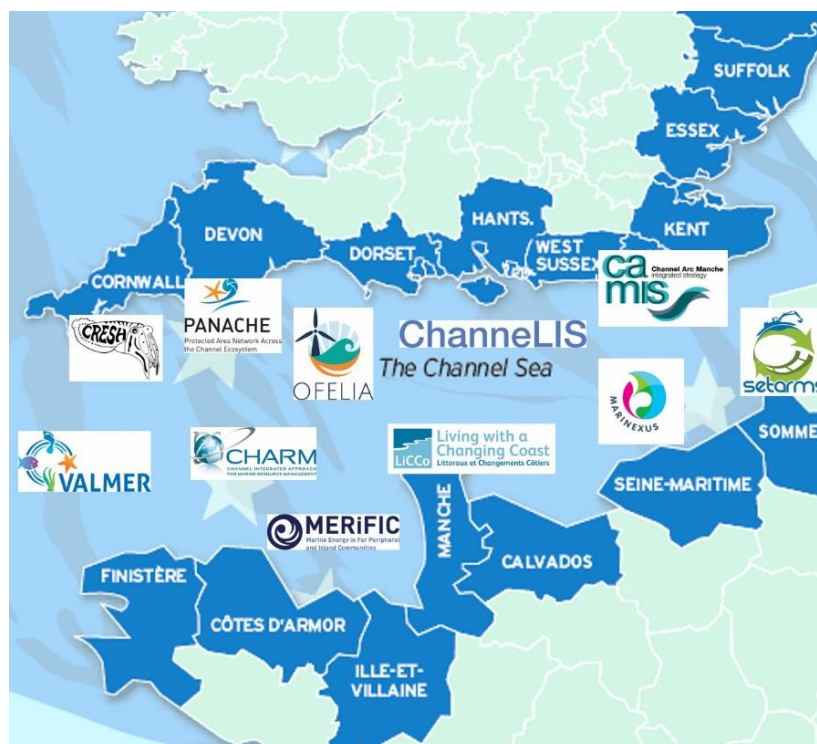 SUFFOLK
ESSEX
KENT
HANTS.
WEST
SUSSEX
DORSET
DEVON
CORNWALL
ca
mis
Channel Arc Manche
integrated strategy
CRESH
PANACHE
Protected Area Network Across
the Channel Ecosystem
OFELIA
ChanneLIS
The Channel Sea
MARINEXUS
setarms
VALMER
CHARM
CHANNEL INTEGRATED APPROACH
FOR MARINE RESOURCE MANAGEMENT
LiCCo
Living with a
Changing Coast
Littoraux et Changements Côtiers
MERiFIC
Marine Energy in Far Peripheral
and Island Communities
SOMME
SEINE-MARITIME
MANCHE
CALVADOS
FINISTÈRE
CÔTES D'ARMOR
ILLE-ET-
VILLAINE